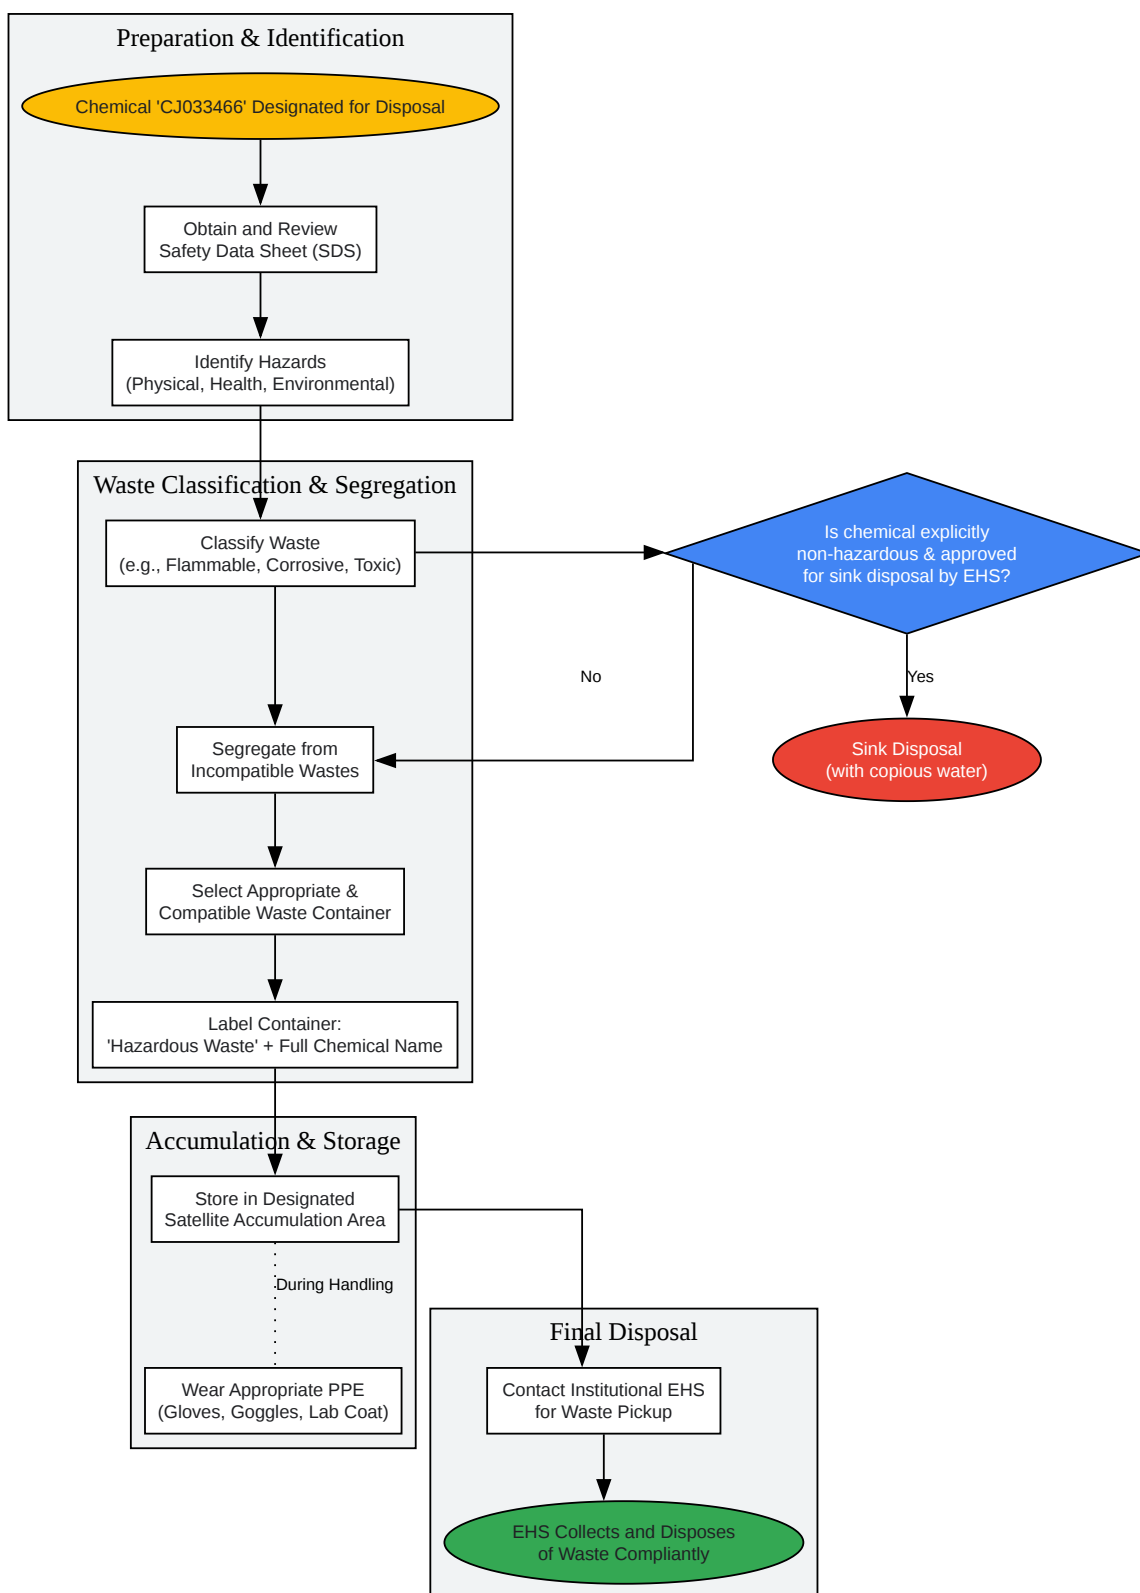 Preparation & Identification
Chemical 'CJ033466' Designated for Disposal
Obtain and Review
Safety Data Sheet (SDS)
Identify Hazards
(Physical, Health, Environmental)
Waste Classification & Segregation
Classify Waste
(e.g., Flammable, Corrosive, Toxic)
Is chemical explicitly
non-hazardous & approved
for sink disposal by EHS?
No
Yes
Segregate from
Incompatible Wastes
Sink Disposal
(with copious water)
Select Appropriate &
Compatible Waste Container
Label Container:
'Hazardous Waste' + Full Chemical Name
Accumulation & Storage
Store in Designated
Satellite Accumulation Area
During Handling
Wear Appropriate PPE
(Gloves, Goggles, Lab Coat)
Final Disposal
Contact Institutional EHS
for Waste Pickup
EHS Collects and Disposes
of Waste Compliantly